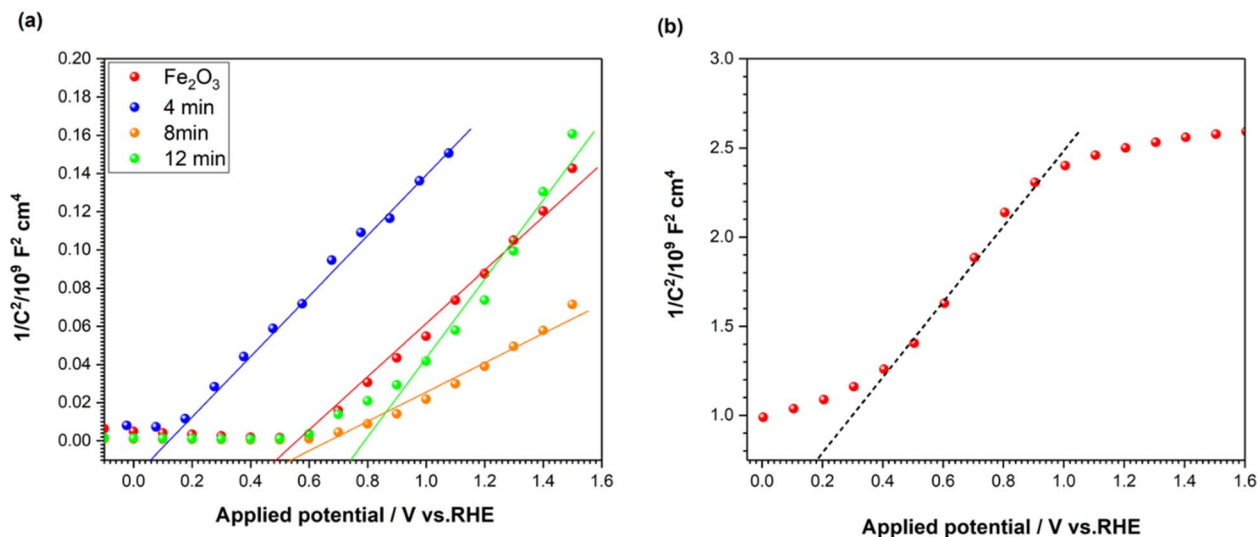 (a)
0.20
0.18
0.16
0.14
0.12
0.10
0.08
0.06
0.04
0.02
0.00
1/C²/10⁹ F² cm⁴
Fe₂O₃
4 min
8min
12 min
0.0 0.2 0.4 0.6 0.8 1.0 1.2 1.4 1.6
Applied potential / V vs.RHE
(b)
3.0
2.5
2.0
1.5
1.0
1/C²/10⁹ F² cm⁴
0.0 0.2 0.4 0.6 0.8 1.0 1.2 1.4 1.6
Applied potential / V vs.RHE